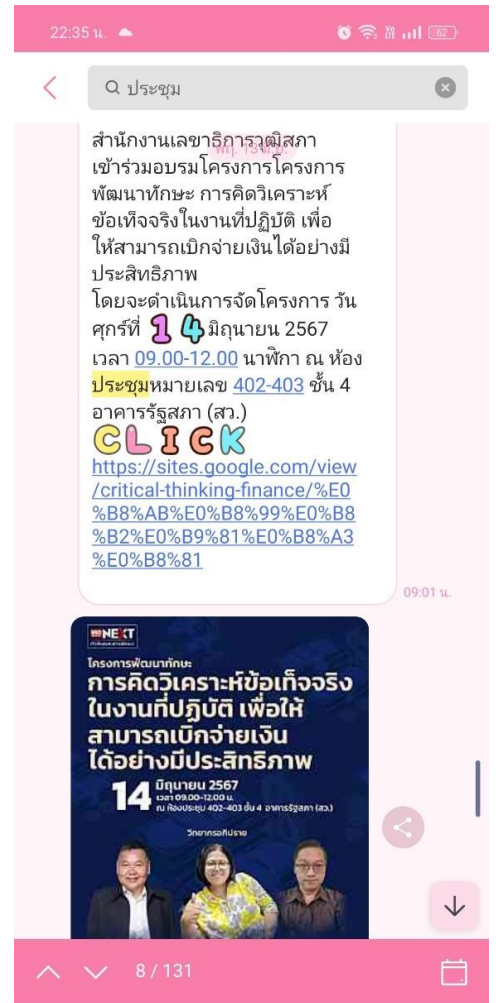 22:35 น.
62
ประชุม
พฤ. 13 มิ.ย.
สำนักงานเลขาธิการวุฒิสภา
เข้าร่วมอบรมโครงการโครงการ
พัฒนาทักษะ การคิดวิเคราะห์
ข้อเท็จจริงในงานที่ปฏิบัติ เพื่อ
ให้สามารถเบิกจ่ายเงินได้อย่างมี
ประสิทธิภาพ
โดยจะดำเนินการจัดโครงการ วัน
ศุกร์ที่ 14 มิถุนายน 2567
เวลา 09.00-12.00 นาฬิกา ณ ห้อง
ประชุมหมายเลข 402-403 ชั้น 4
อาคารรัฐสภา (สว.)
CLICK
https://sites.google.com/view
/critical-thinking-finance/%E0
%B8%AB%E0%B8%99%E0%B8
%B2%E0%B9%81%E0%B8%A3
%E0%B8%81
09:01 น.
NEXT
โครงการพัฒนาทักษะ
การคิดวิเคราะห์ข้อเท็จจริง
ในงานที่ปฏิบัติ เพื่อให้
สามารถเบิกจ่ายเงิน
ได้อย่างมีประสิทธิภาพ
14 มิถุนายน 2567
เวลา 09.00-12.00 น.
ณ ห้องประชุม 402-403 ชั้น 4 อาคารรัฐสภา (สว.)
วิทยากรอภิปราย
8 / 131